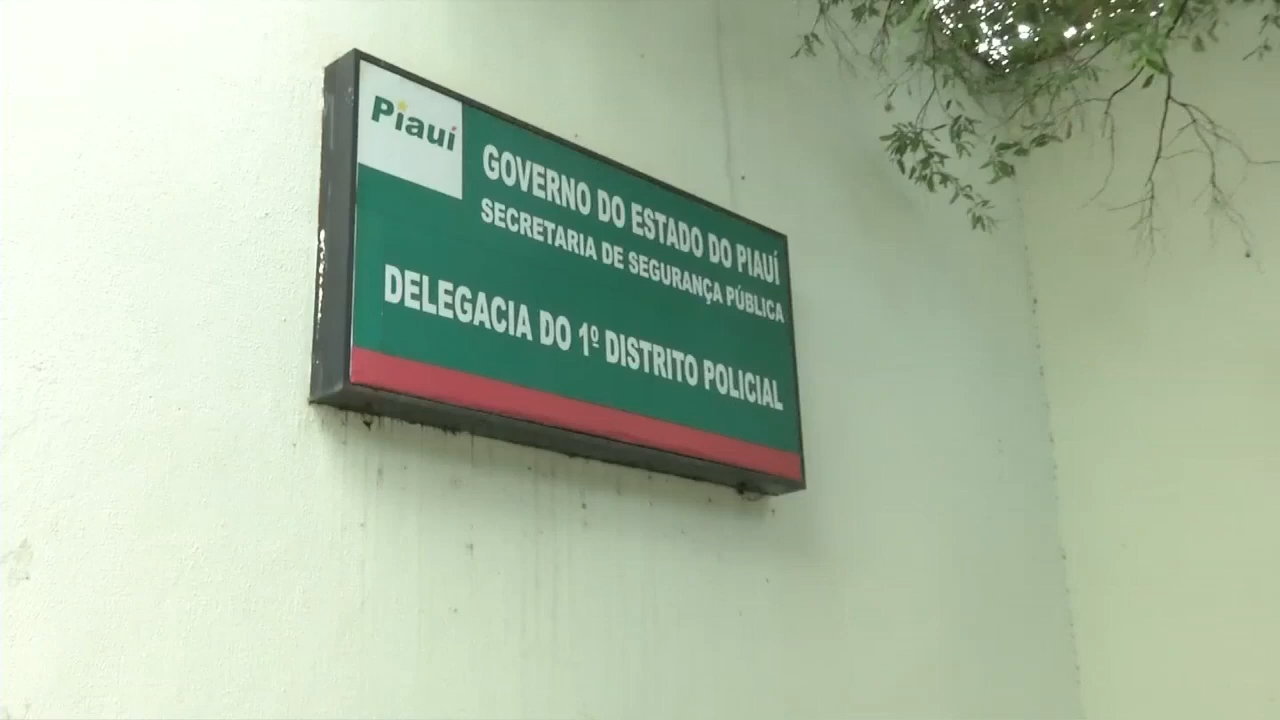 Piauí
GOVERNO DO ESTADO DO PIAUÍ
SECRETARIA DE SEGURANÇA PÚBLICA
DELEGACIA DO 1º DISTRITO POLICIAL